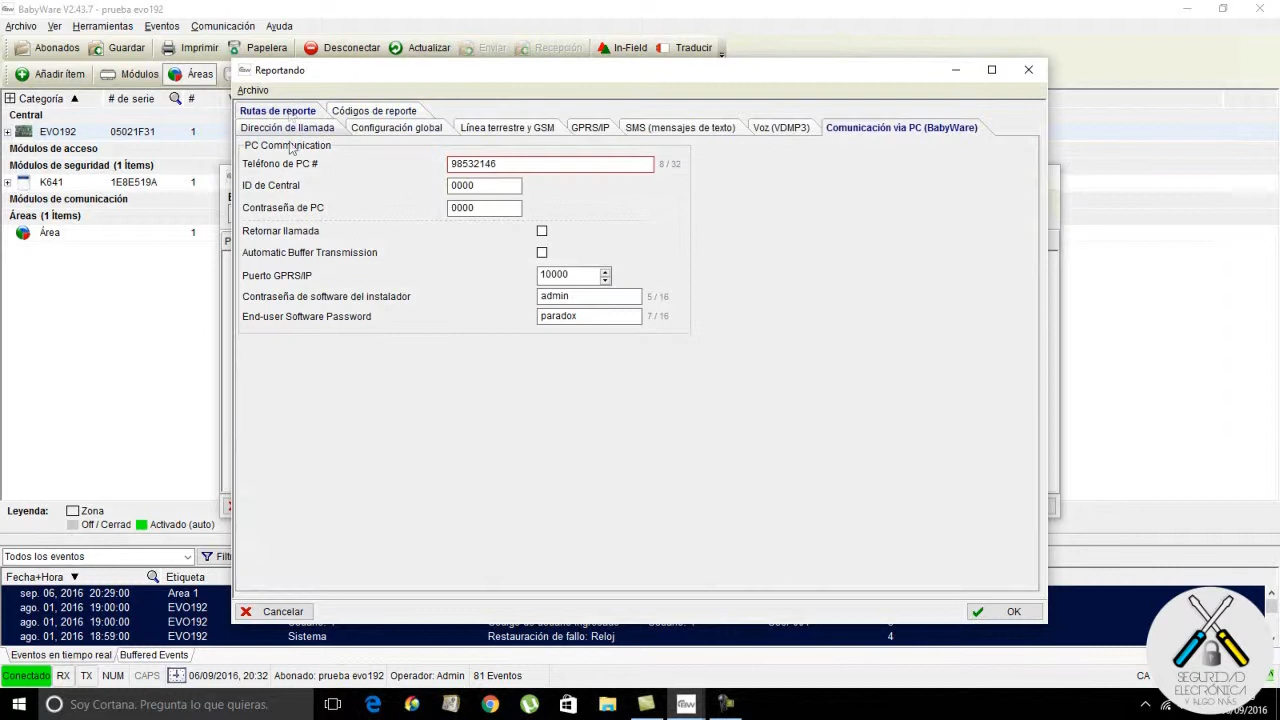 BabyWare V2.43.7 - prueba evo192
Archivo Ver Herramientas Eventos Comunicación Ayuda
Abonados Guardar Imprimir Papelera Desconectar Actualizar Enviar Recepción In-Field Traducir
Añadir ítem Módulos Áreas
Reportando
Archivo
Categoría # de serie #
Rutas de reporte Códigos de reporte
Dirección de llamada Configuración global Línea terrestre y GSM GPRS/IP SMS (mensajes de texto) Voz (VDMP3) Comunicación vía PC (BabyWare)
Central
EVO192 05021F31 1
Módulos de acceso
Módulos de seguridad (1 Ítems)
K641 1E8E519A 1
Módulos de comunicación
Áreas (1 Ítems)
Área 1
PC Communication
Teléfono de PC # 98532146 8 / 32
ID de Central 0000
Contraseña de PC 0000
Retornar llamada
Automatic Buffer Transmission
Puerto GPRS/IP 10000
Contraseña de software del instalador admin 5 / 16
End-user Software Password paradox 7 / 16
Leyenda: Zona
Off / Cerrad Activado (auto)
Cancelar OK
Todos los eventos
Fecha+Hora Etiqueta
sep. 06, 2016 20:29:00 Area 1
ago. 01, 2016 19:00:00 EVO192
ago. 01, 2016 19:00:00 EVO192
ago. 01, 2016 18:59:00 EVO192 Sistema Restauración de fallo: Reloj 4
Eventos en tiempo real Buffered Events
Conectado RX TX NUM CAPS 06/09/2016, 20:32 Abonado: prueba evo192 Operador: Admin 81 Eventos
Soy Cortana. Pregunta lo que quieras.
SEGURIDAD
ELECTRÓNICA
Y ALGO MÁS